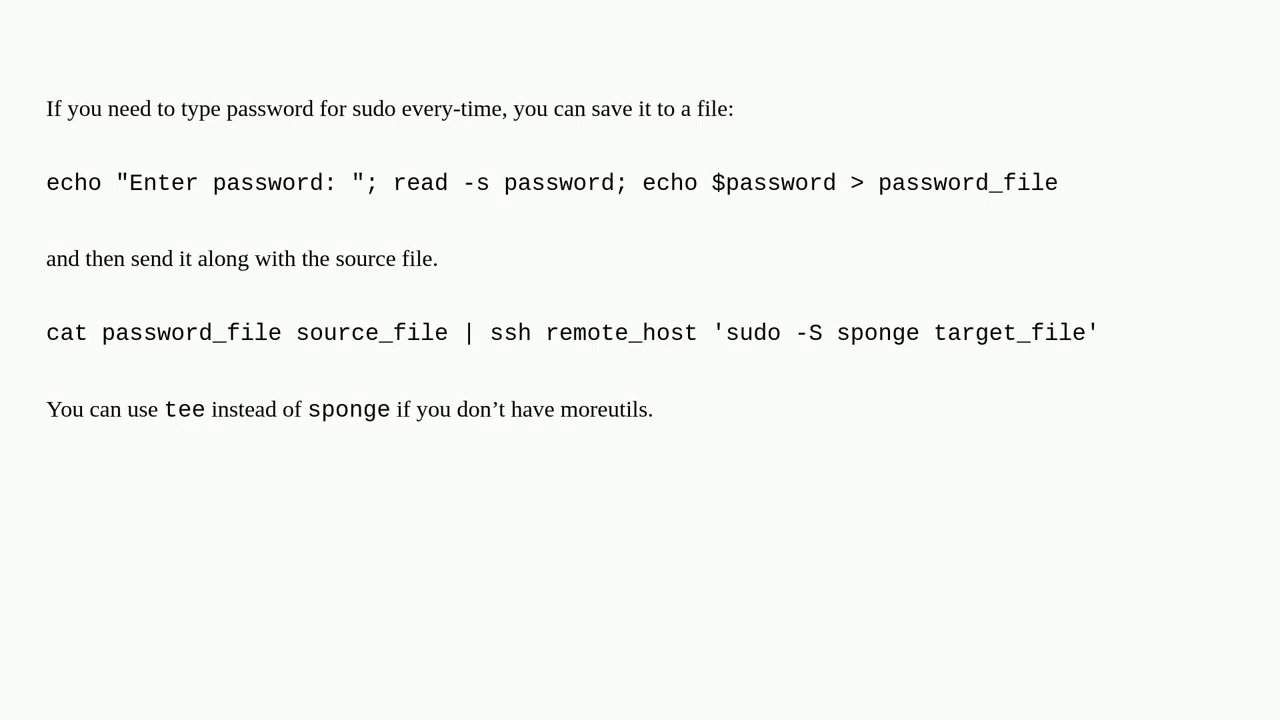 If you need to type password for sudo every-time, you can save it to a file:
echo "Enter password: "; read -s password; echo $password > password_file
and then send it along with the source file.
cat password_file source_file | ssh remote_host 'sudo -S sponge target_file'
You can use tee instead of sponge if you don’t have moreutils.